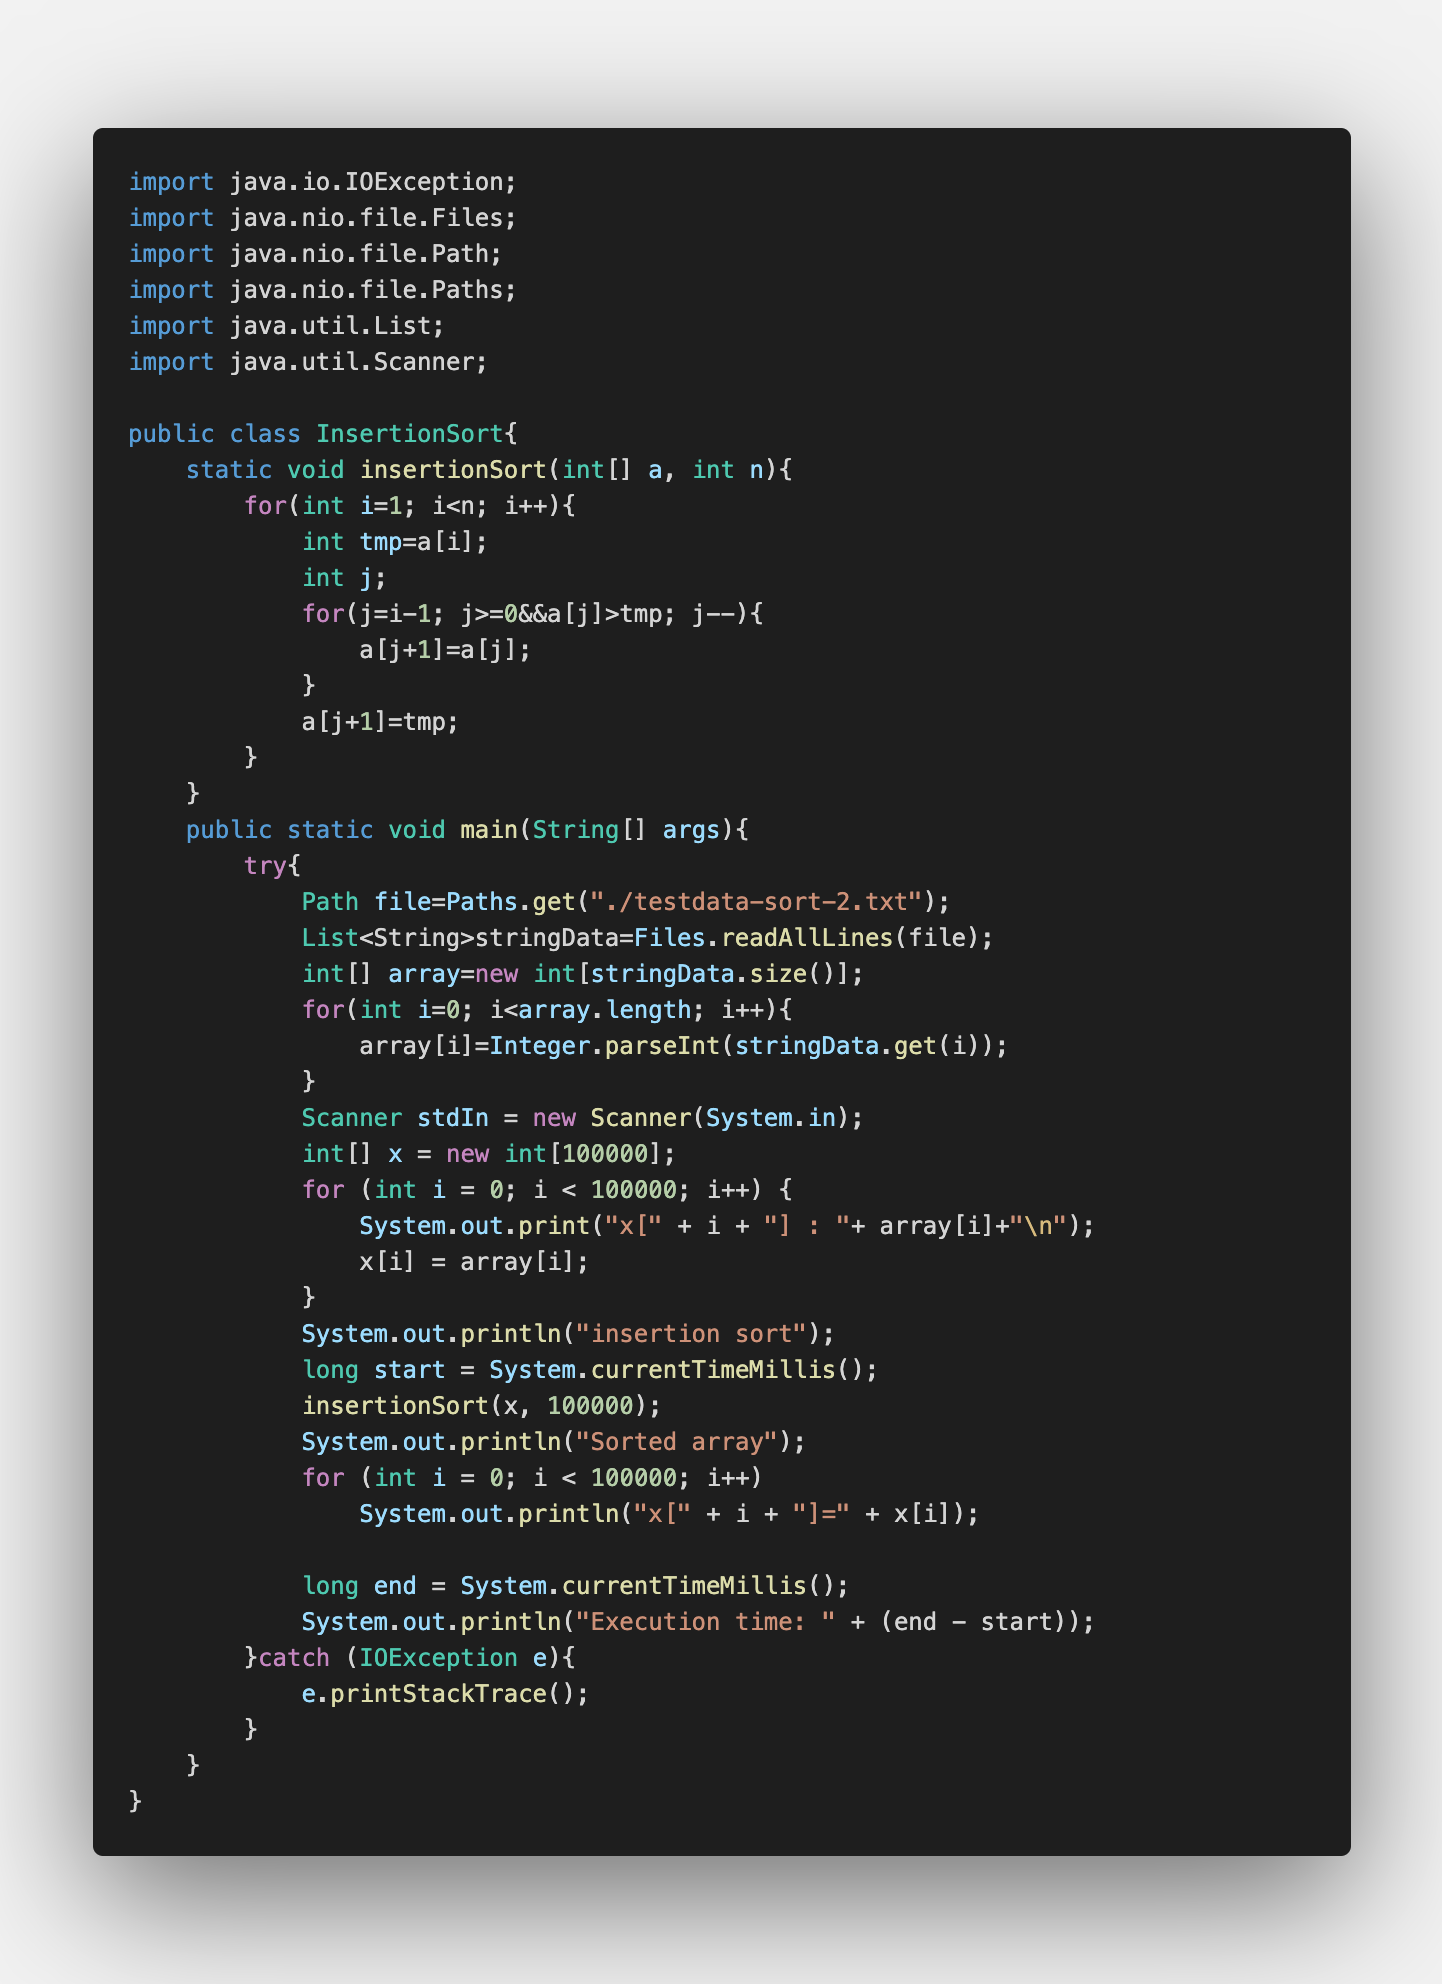 import java.io.IOException;
import java.nio.file.Files;
import java.nio.file.Path;
import java.nio.file.Paths;
import java.util.List;
import java.util.Scanner;

public class InsertionSort{
    static void insertionSort(int[] a, int n){
        for(int i=1; i<n; i++){
            int tmp=a[i];
            int j;
            for(j=i-1; j>=0&&a[j]>tmp; j--){
                a[j+1]=a[j];
            }
            a[j+1]=tmp;
        }
    }
    public static void main(String[] args){
        try{
            Path file=Paths.get("./testdata-sort-2.txt");
            List<String>stringData=Files.readAllLines(file);
            int[] array=new int[stringData.size()];
            for(int i=0; i<array.length; i++){
                array[i]=Integer.parseInt(stringData.get(i));
            }
            Scanner stdIn = new Scanner(System.in);
            int[] x = new int[100000];
            for (int i = 0; i < 100000; i++) {
                System.out.print("x[" + i + "] : "+ array[i]+"\n");
                x[i] = array[i];
            }
            System.out.println("insertion sort");
            long start = System.currentTimeMillis();
            insertionSort(x, 100000);
            System.out.println("Sorted array");
            for (int i = 0; i < 100000; i++)
                System.out.println("x[" + i + "]=" + x[i]);

            long end = System.currentTimeMillis();
            System.out.println("Execution time: " + (end - start));
        }catch (IOException e){
            e.printStackTrace();
        }
    }
}